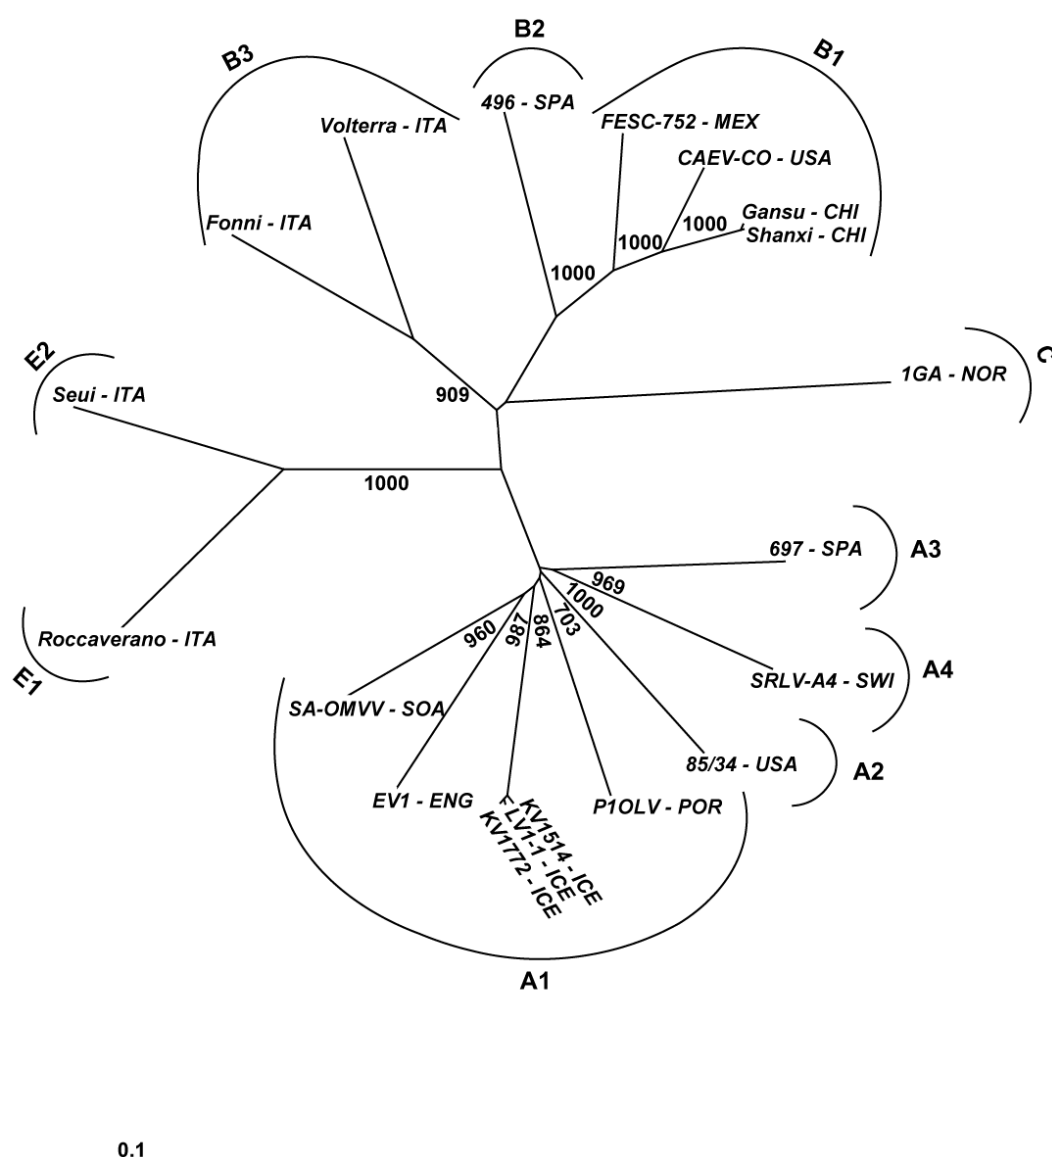 B2
B3
B1
496 - SPA
Volterra - ITA
FESC-752 - MEX
CAEV-CO - USA
Fonni - ITA
Gansu - CHI
1000
Shanxi - CHI
1000
1000
E2
C
1GA - NOR
Seui - ITA
909
1000
697 - SPA
A3
969
1000
703
864
987
960
Roccaverano - ITA
E1
SRLV-A4 - SWI
A4
SA-OMVV - SOA
85/34 - USA
A2
EV1 - ENG
P1OLV - POR
KV1514 - ICE
LV1-1 - ICE
KV1772 - ICE
A1
0.1